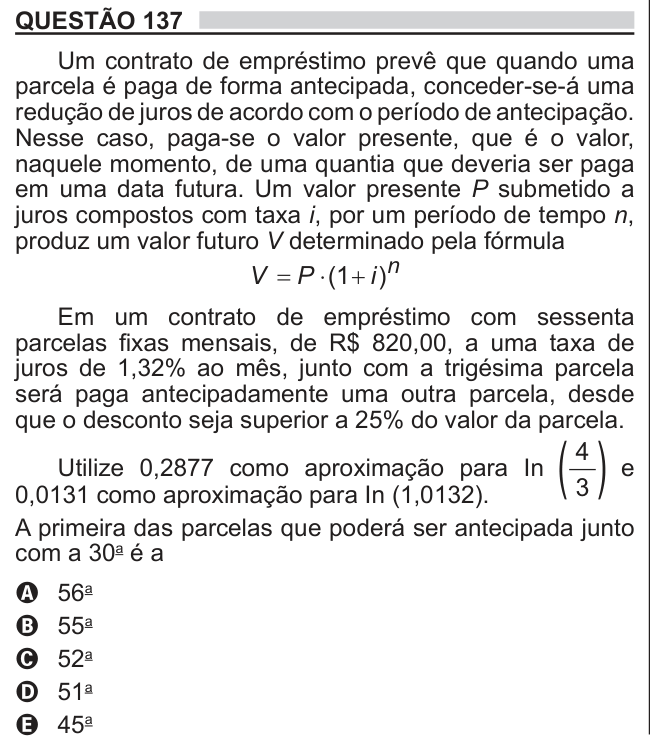 QUESTÃO 137
Um contrato de empréstimo prevê que quando uma
parcela é paga de forma antecipada, conceder-se-á uma
redução de juros de acordo com o período de antecipação.
Nesse caso, paga-se o valor presente, que é o valor,
naquele momento, de uma quantia que deveria ser paga
em uma data futura. Um valor presente P submetido a
juros compostos com taxa i, por um período de tempo n,
produz um valor futuro V determinado pela fórmula
V = P · (1 + i)ⁿ
Em um contrato de empréstimo com sessenta
parcelas fixas mensais, de R$ 820,00, a uma taxa de
juros de 1,32% ao mês, junto com a trigésima parcela
será paga antecipadamente uma outra parcela, desde
que o desconto seja superior a 25% do valor da parcela.
Utilize 0,2877 como aproximação para ln (4/3) e
0,0131 como aproximação para ln (1,0132).
A primeira das parcelas que poderá ser antecipada junto
com a 30ª é a
A 56ª
B 55ª
C 52ª
D 51ª
E 45ª